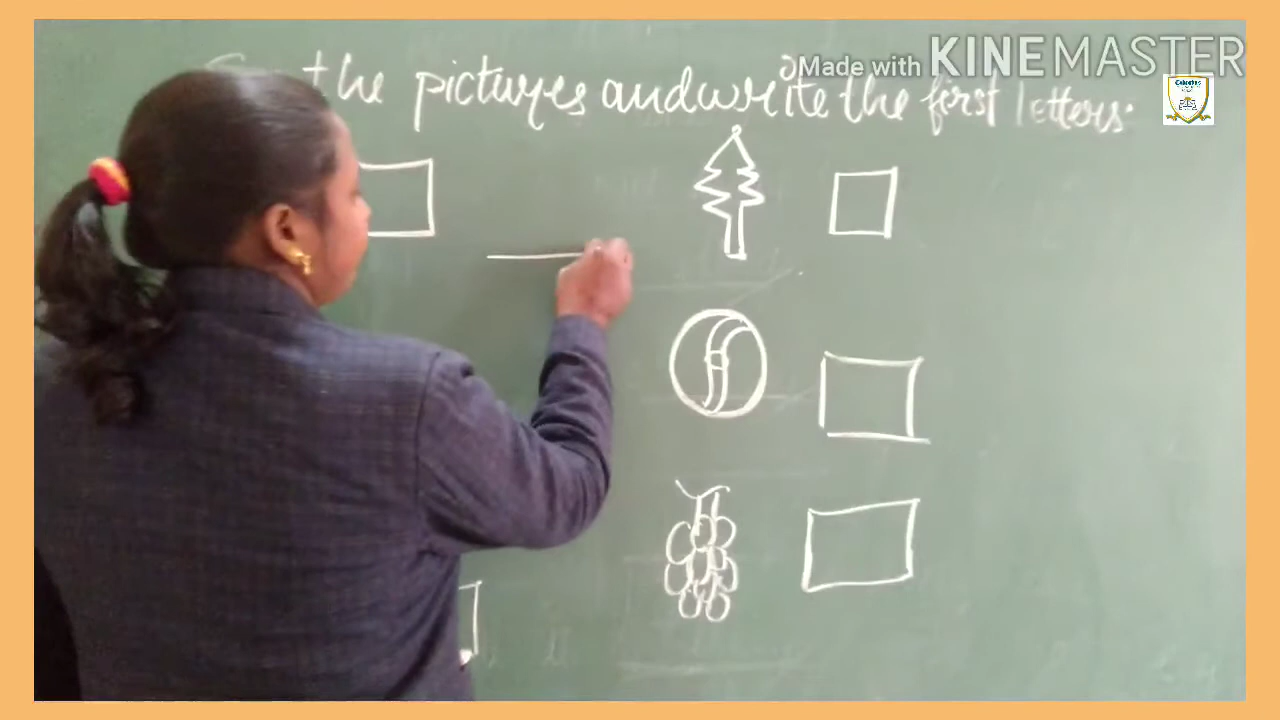 the pictures and write the first letters.
Made with KINEMASTER